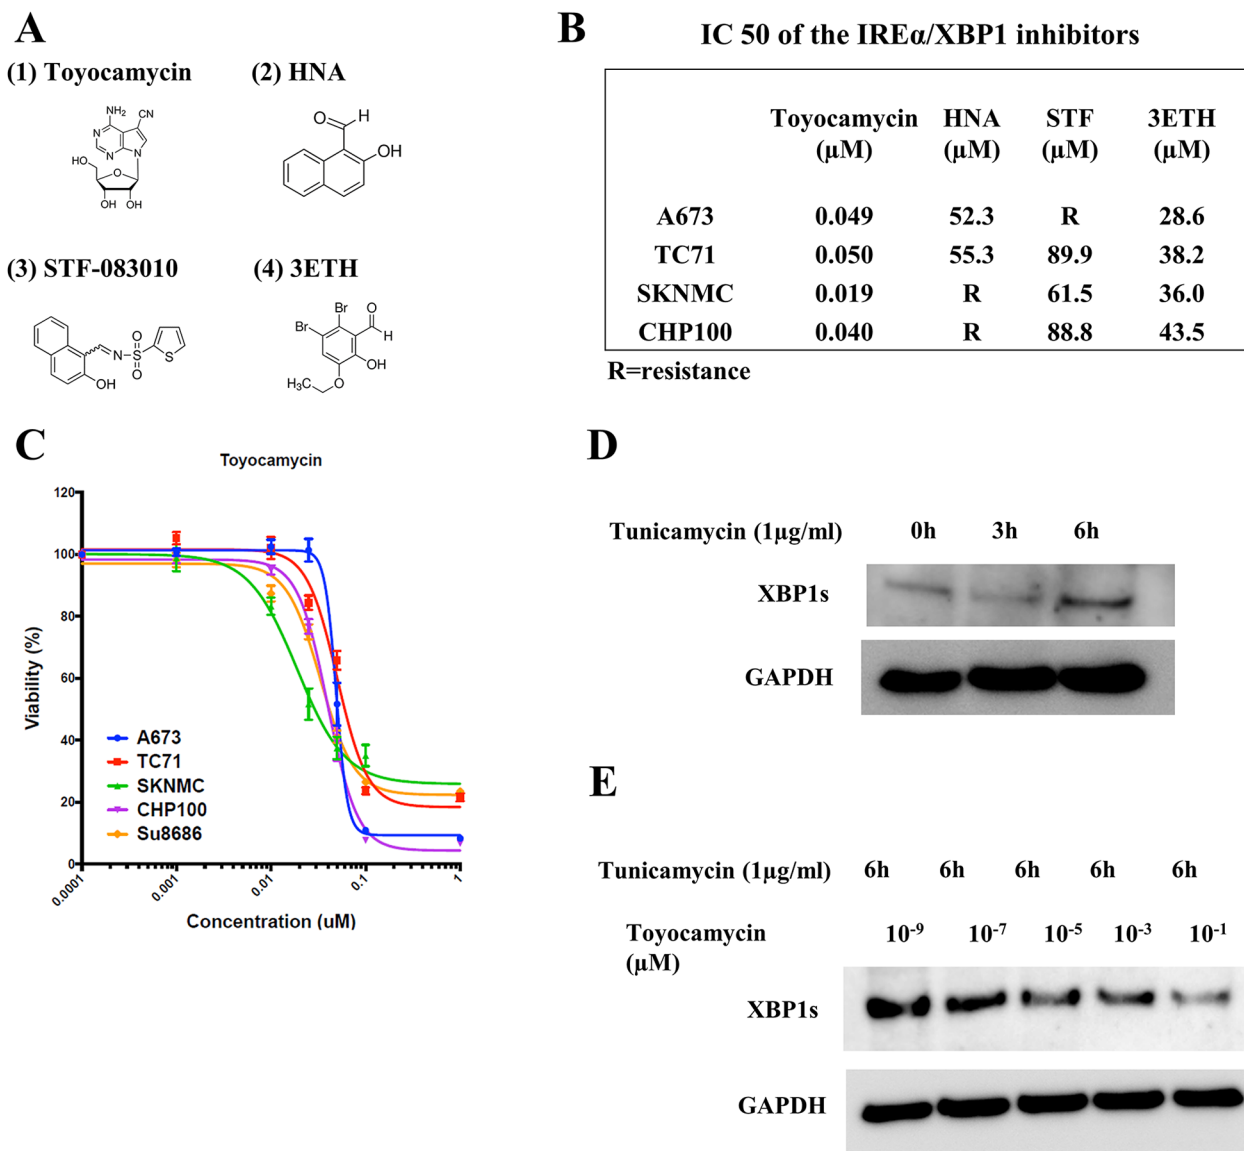 A
(1) Toyocamycin
(2) HNA
NH2
CN
N
N
N
HO
O
OH
OH
O
H
OH
(3) STF-083010
(4) 3ETH
N
O
S
O
S
OH
Br
Br
O
H
OH
O
H3C
B
IC 50 of the IREα/XBP1 inhibitors
Toyocamycin HNA STF 3ETH
(µM) (µM) (µM) (µM)
A673 0.049 52.3 R 28.6
TC71 0.050 55.3 89.9 38.2
SKNMC 0.019 R 61.5 36.0
CHP100 0.040 R 88.8 43.5
R=resistance
C
Toyocamycin
Viability (%)
120
100
80
60
40
20
0
A673
TC71
SKNMC
CHP100
Su8686
0.0001 0.001 0.01 0.1 1
Concentration (uM)
D
Tunicamycin (1µg/ml) 0h 3h 6h
XBP1s
GAPDH
E
Tunicamycin (1µg/ml) 6h 6h 6h 6h 6h
Toyocamycin 10-9 10-7 10-5 10-3 10-1
(µM)
XBP1s
GAPDH